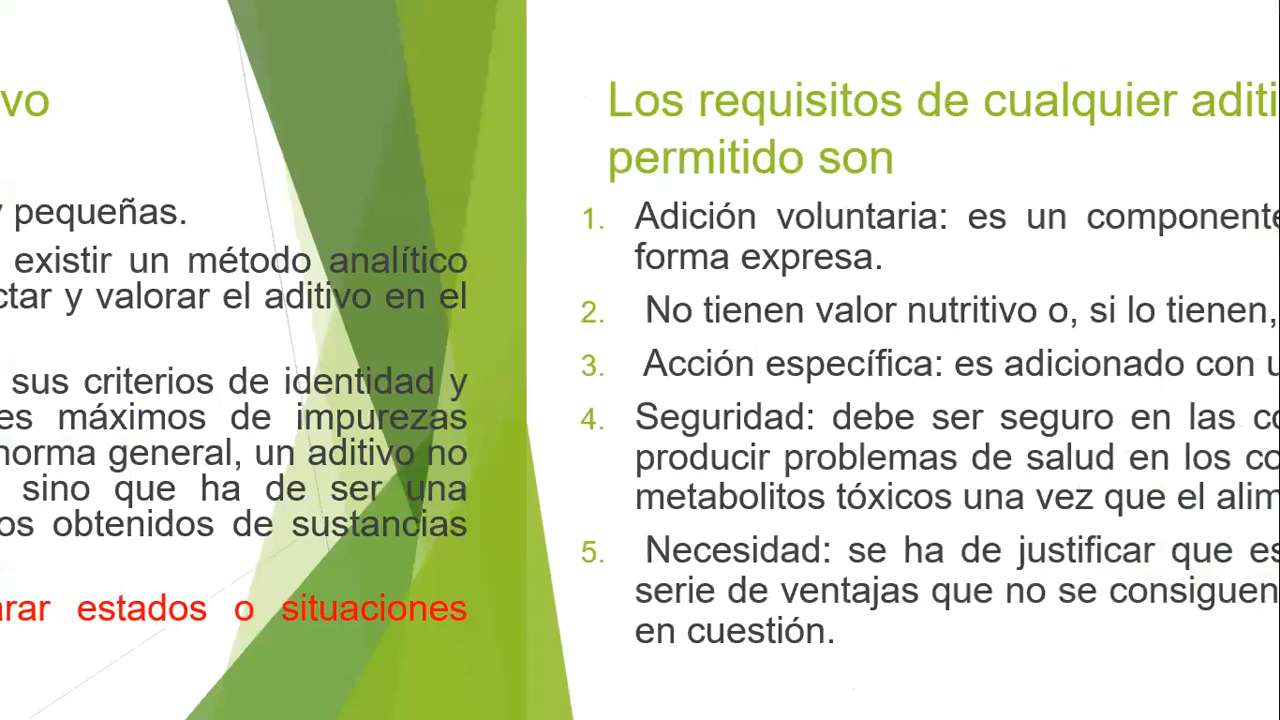 vo
pequeñas.
existir un método analítico
y valorar el aditivo en el
sus criterios de identidad y
máximos de impurezas
norma general, un aditivo no
sino que ha de ser una
obtenidos de sustancias
estados o situaciones
Los requisitos de cualquier aditi
permitido son
1. Adición voluntaria: es un componente
forma expresa.
2. No tienen valor nutritivo o, si lo tienen,
3. Acción específica: es adicionado con u
4. Seguridad: debe ser seguro en las co
producir problemas de salud en los co
metabolitos tóxicos una vez que el alim
5. Necesidad: se ha de justificar que es
serie de ventajas que no se consiguen
en cuestión.